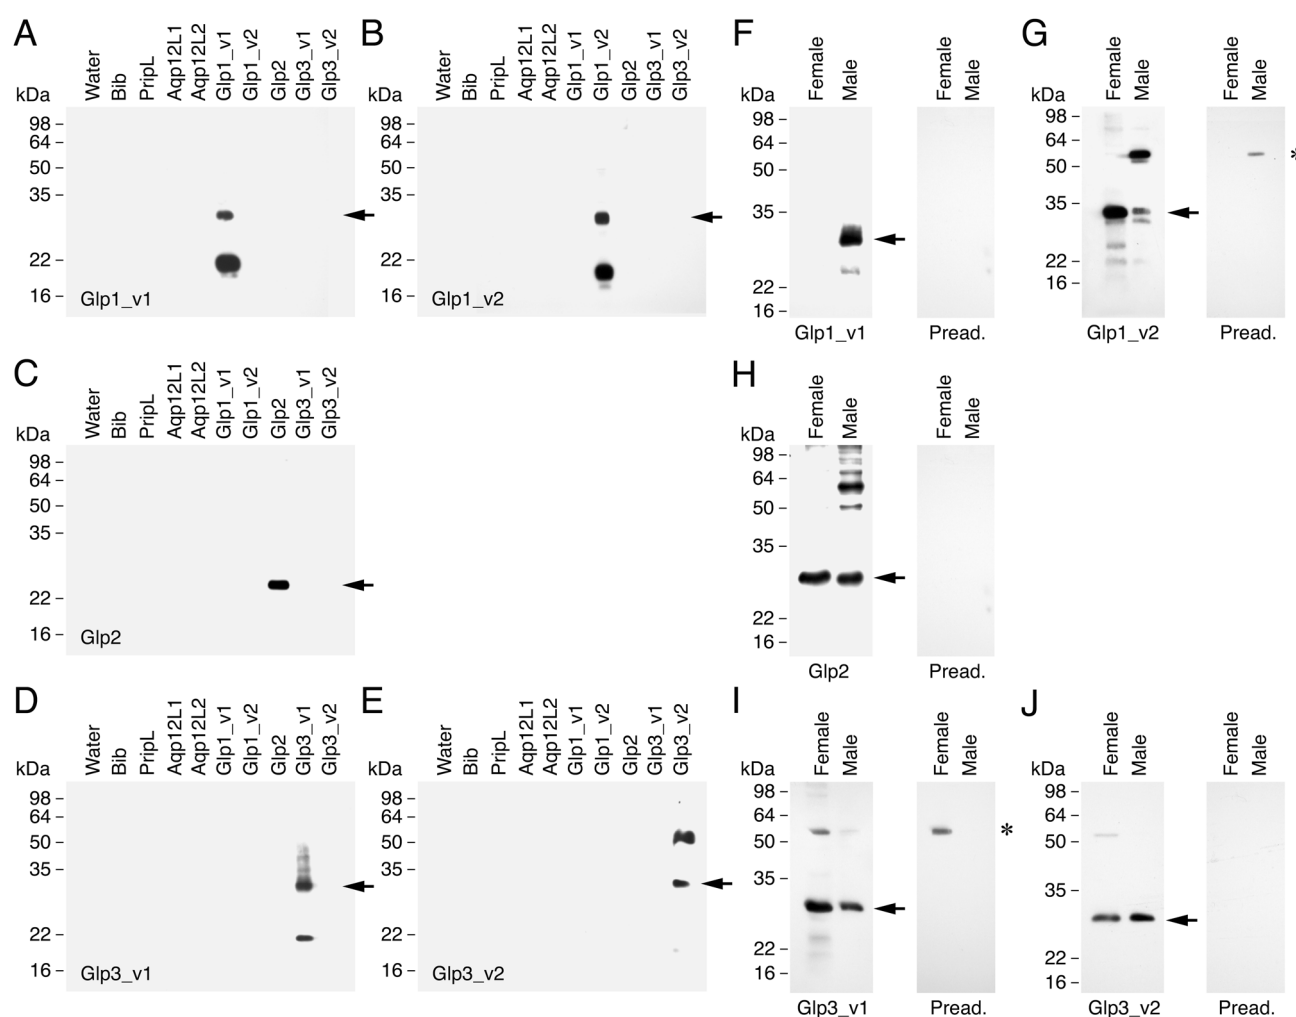 A
Water
Bib
PripL
Aqp12L1
Aqp12L2
Glp1_v1
Glp1_v2
Glp2
Glp3_v1
Glp3_v2
kDa
98
64
50
35
22
16
Glp1_v1
B
Water
Bib
PripL
Aqp12L1
Aqp12L2
Glp1_v1
Glp1_v2
Glp2
Glp3_v1
Glp3_v2
kDa
98
64
50
35
22
16
Glp1_v2
F
Female
Male
Female
Male
kDa
98
64
50
35
22
16
Glp1_v1
Pread.
G
Female
Male
Female
Male
kDa
98
64
50
35
22
16
*
Glp1_v2
Pread.
C
Water
Bib
PripL
Aqp12L1
Aqp12L2
Glp1_v1
Glp1_v2
Glp2
Glp3_v1
Glp3_v2
kDa
98
64
50
35
22
16
Glp2
H
Female
Male
Female
Male
kDa
98
64
50
35
22
16
Glp2
Pread.
D
Water
Bib
PripL
Aqp12L1
Aqp12L2
Glp1_v1
Glp1_v2
Glp2
Glp3_v1
Glp3_v2
kDa
98
64
50
35
22
16
Glp3_v1
E
Water
Bib
PripL
Aqp12L1
Aqp12L2
Glp1_v1
Glp1_v2
Glp2
Glp3_v1
Glp3_v2
kDa
98
64
50
35
22
16
Glp3_v2
I
Female
Male
Female
Male
kDa
98
64
50
35
22
16
*
Glp3_v1
Pread.
J
Female
Male
Female
Male
kDa
98
64
50
35
22
16
Glp3_v2
Pread.